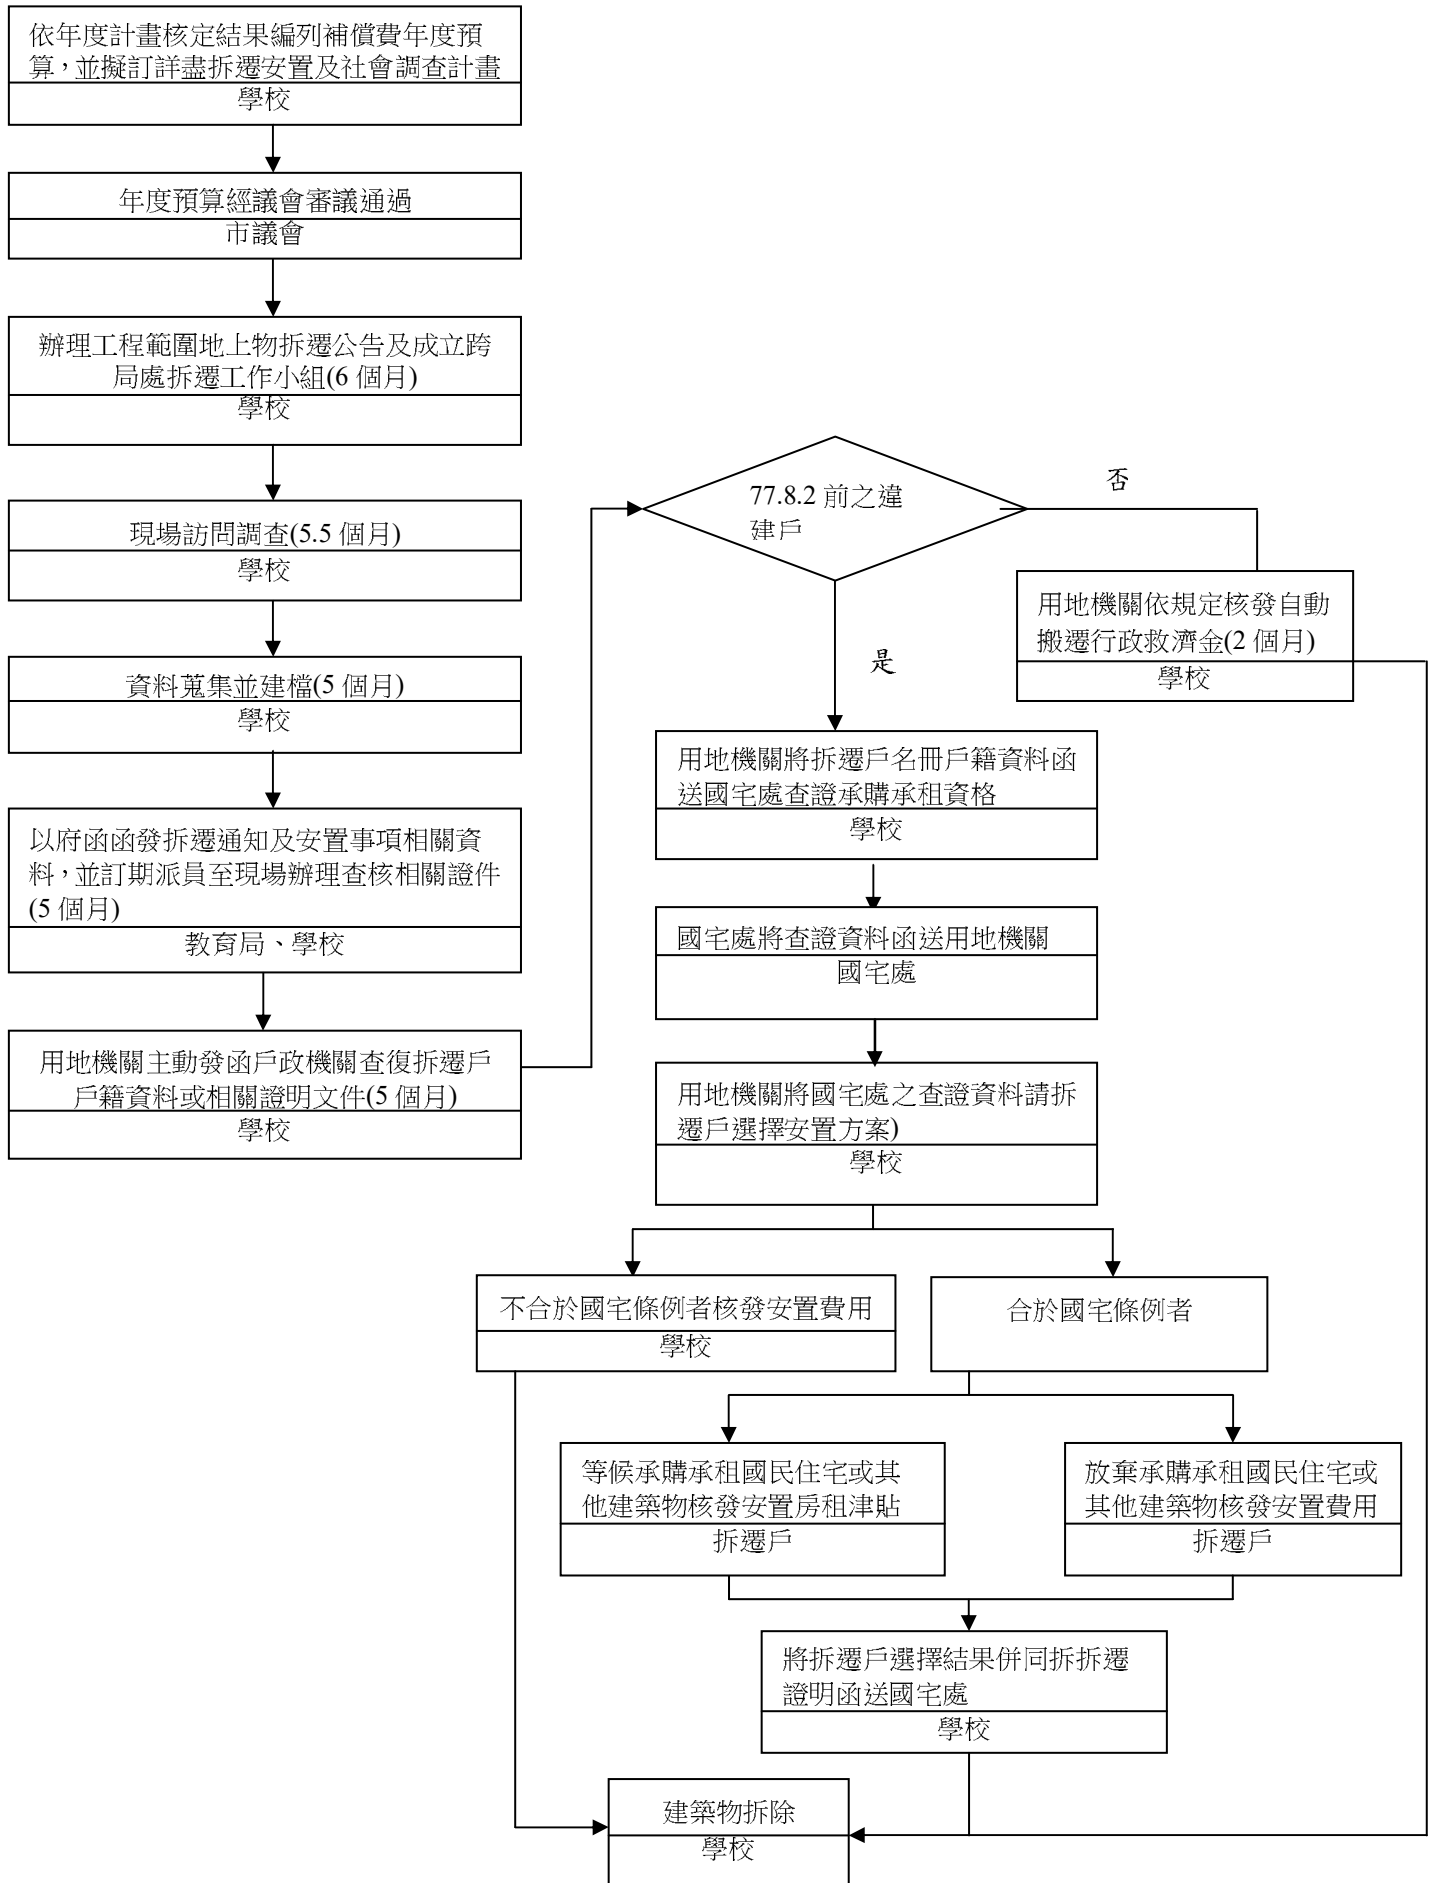 依年度計畫核定結果編列補償費年度預
算，並擬訂詳盡拆遷安置及社會調查計畫
學校
年度預算經議會審議通過
市議會
辦理工程範圍地上物拆遷公告及成立跨
局處拆遷工作小組(6 個月)
學校
現場訪問調查(5.5 個月)
學校
資料蒐集並建檔(5 個月)
學校
以府函函發拆遷通知及安置事項相關資
料，並訂期派員至現場辦理查核相關證件
(5 個月)
教育局、學校
用地機關主動發函戶政機關查復拆遷戶
戶籍資料或相關證明文件(5 個月)
學校
77.8.2 前之違
建戶
否
用地機關依規定核發自動
搬遷行政救濟金(2 個月)
學校
是
用地機關將拆遷戶名冊戶籍資料函
送國宅處查證承購承租資格
學校
國宅處將查證資料函送用地機關
國宅處
用地機關將國宅處之查證資料請拆
遷戶選擇安置方案)
學校
不合於國宅條例者核發安置費用
學校
合於國宅條例者
等候承購承租國民住宅或其
他建築物核發安置房租津貼
拆遷戶
放棄承購承租國民住宅或
其他建築物核發安置費用
拆遷戶
將拆遷戶選擇結果併同拆拆遷
證明函送國宅處
學校
建築物拆除
學校